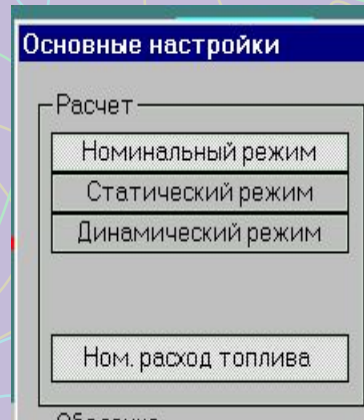 Основные настройки
Расчет
Номинальный режим
Статический режим
Динамический режим
Ном. расход топлива